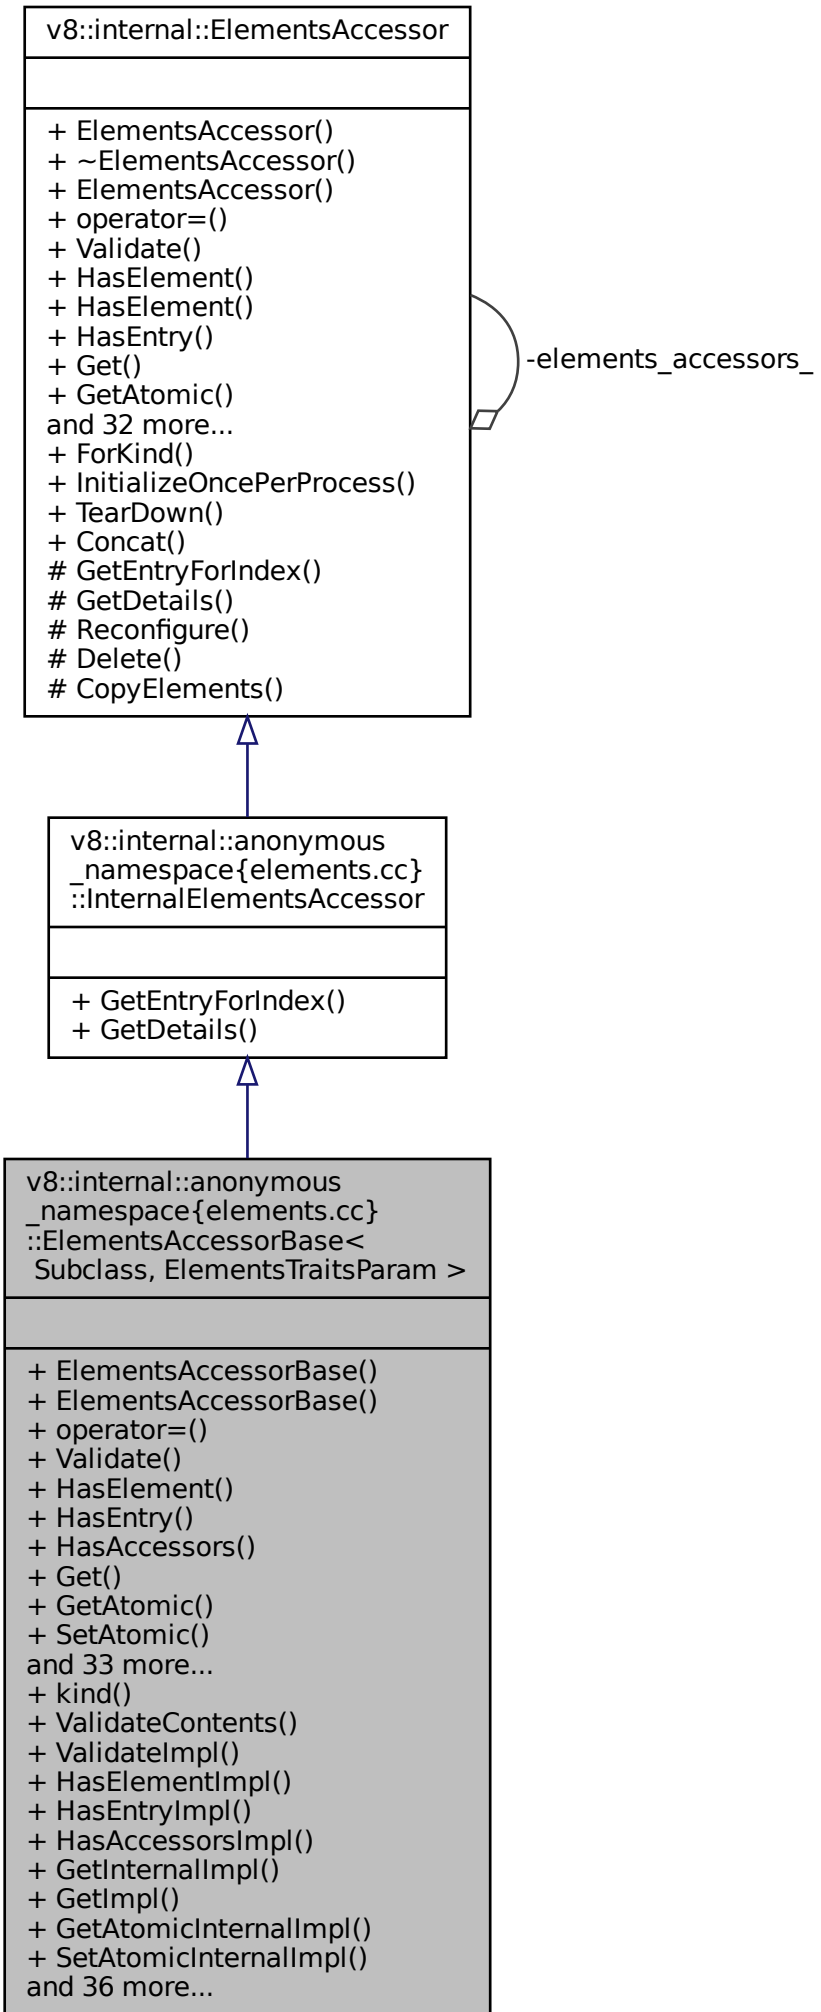 v8::internal::ElementsAccessor
+ ElementsAccessor()
+ ~ElementsAccessor()
+ ElementsAccessor()
+ operator=()
+ Validate()
+ HasElement()
+ HasElement()
+ HasEntry()
+ Get()
+ GetAtomic()
and 32 more...
+ ForKind()
+ InitializeOncePerProcess()
+ TearDown()
+ Concat()
# GetEntryForIndex()
# GetDetails()
# Reconfigure()
# Delete()
# CopyElements()
-elements_accessors_
v8::internal::anonymous
_namespace{elements.cc}
::InternalElementsAccessor
+ GetEntryForIndex()
+ GetDetails()
v8::internal::anonymous
_namespace{elements.cc}
::ElementsAccessorBase<
Subclass, ElementsTraitsParam >
+ ElementsAccessorBase()
+ ElementsAccessorBase()
+ operator=()
+ Validate()
+ HasElement()
+ HasEntry()
+ HasAccessors()
+ Get()
+ GetAtomic()
+ SetAtomic()
and 33 more...
+ kind()
+ ValidateContents()
+ ValidateImpl()
+ HasElementImpl()
+ HasEntryImpl()
+ HasAccessorsImpl()
+ GetInternalImpl()
+ GetImpl()
+ GetAtomicInternalImpl()
+ SetAtomicInternalImpl()
and 36 more...